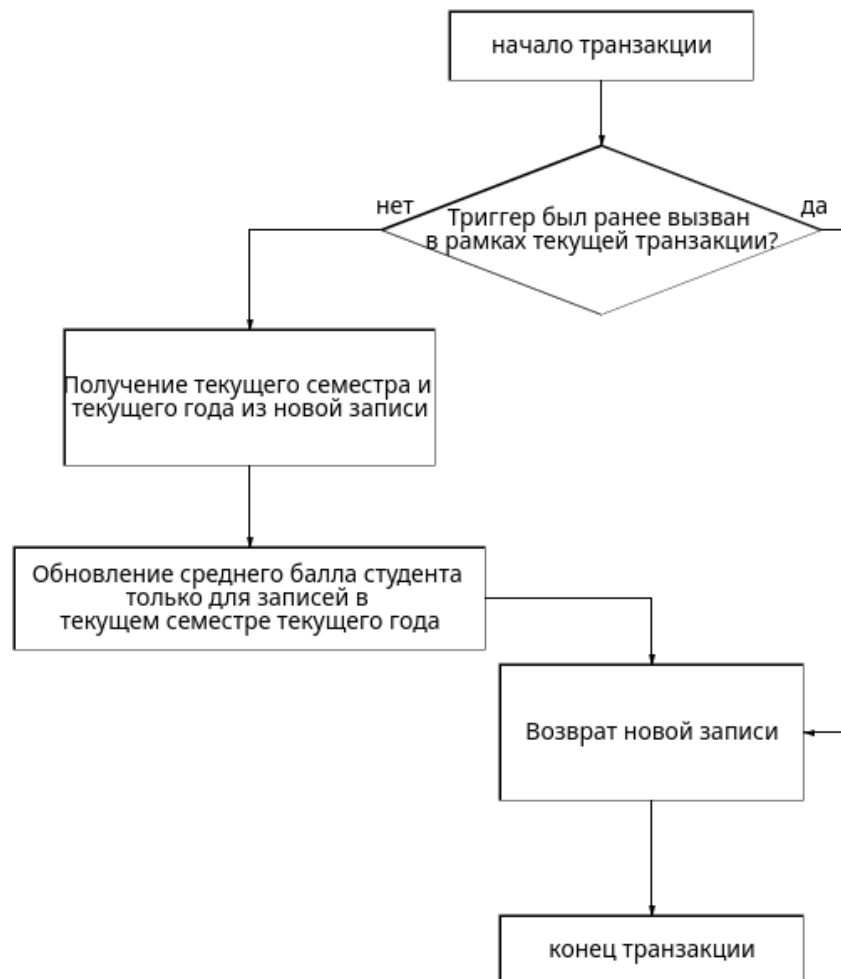 начало транзакции
нет
да
Триггер был ранее вызван
в рамках текущей транзакции?
Получение текущего семестра и
текущего года из новой записи
Обновление среднего балла студента
только для записей в
текущем семестре текущего года
Возврат новой записи
конец транзакции